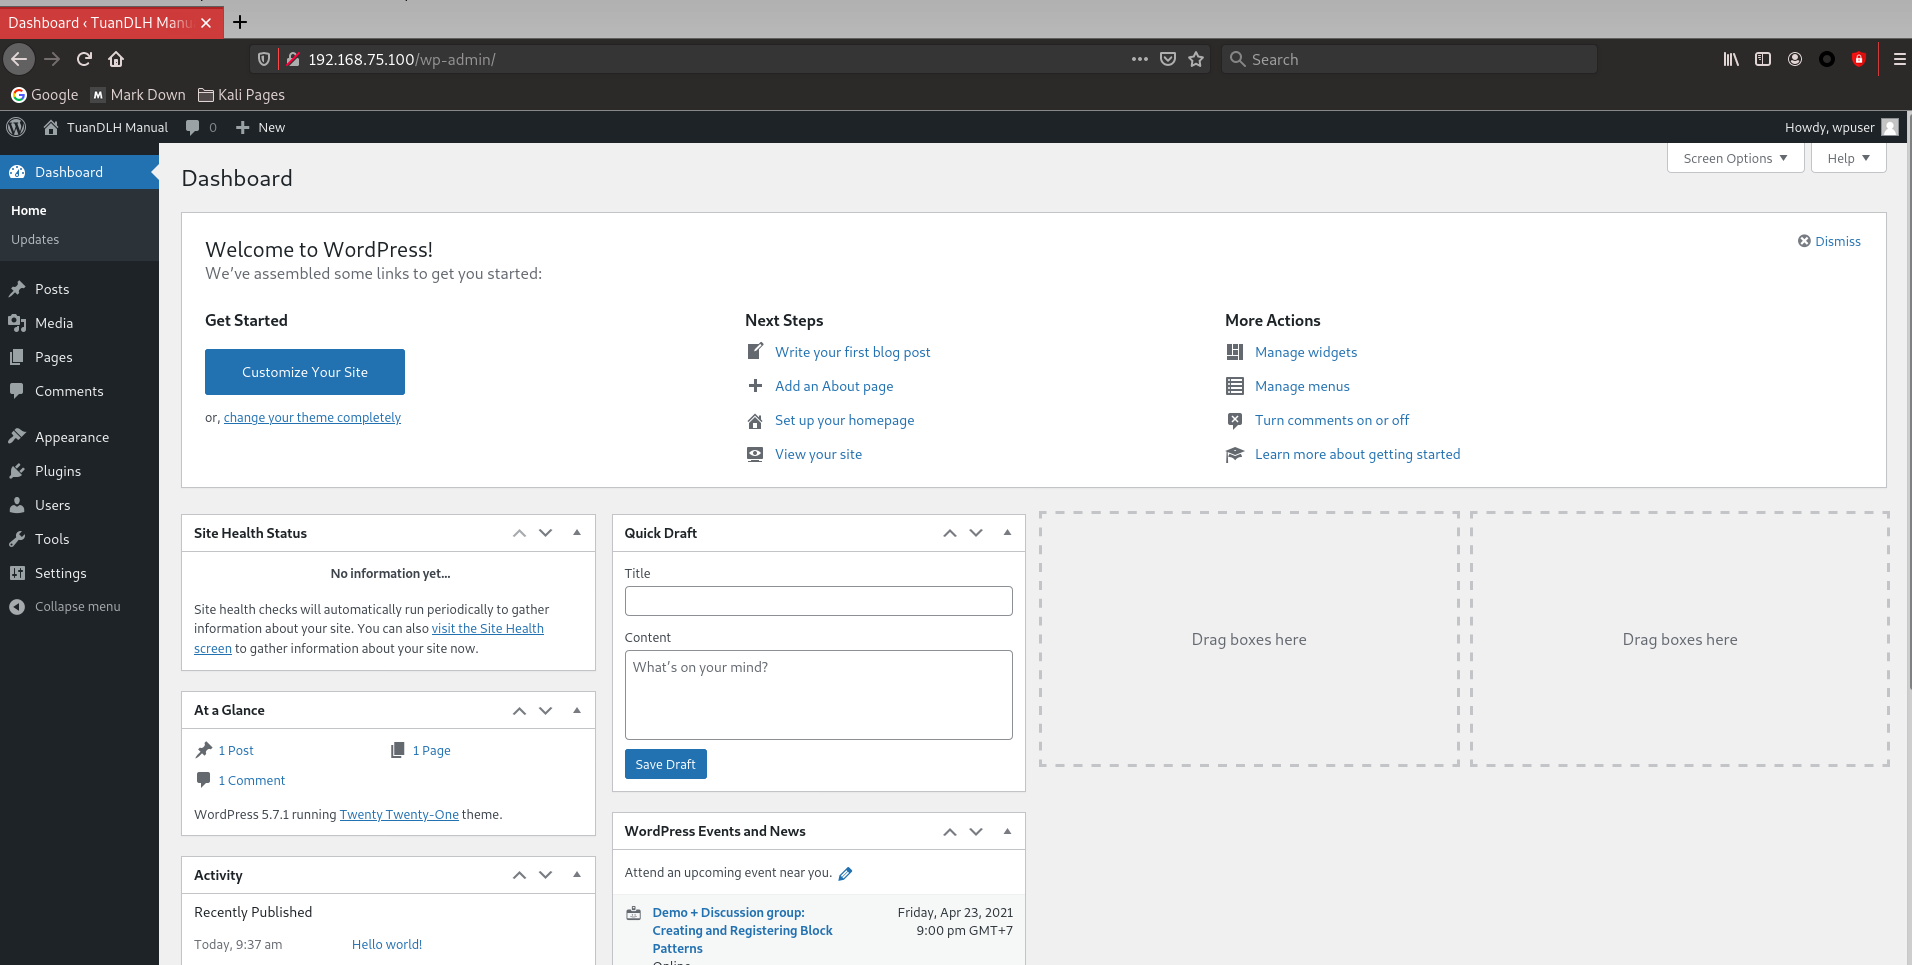 Dashboard ‹ TuanDLH Manu
192.168.75.100/wp-admin/
Search
Google
Mark Down
Kali Pages
TuanDLH Manual
0
New
Howdy, wpuser
Dashboard
Home
Updates
Posts
Media
Pages
Comments
Appearance
Plugins
Users
Tools
Settings
Collapse menu
Screen Options
Help
Dashboard
Welcome to WordPress!
We’ve assembled some links to get you started:
Dismiss
Get Started
Customize Your Site
or, change your theme completely
Next Steps
Write your first blog post
Add an About page
Set up your homepage
View your site
More Actions
Manage widgets
Manage menus
Turn comments on or off
Learn more about getting started
Site Health Status
No information yet…
Site health checks will automatically run periodically to gather
information about your site. You can also visit the Site Health
screen to gather information about your site now.
At a Glance
1 Post
1 Page
1 Comment
WordPress 5.7.1 running Twenty Twenty-One theme.
Activity
Recently Published
Today, 9:37 am
Hello world!
Quick Draft
Title
Content
What’s on your mind?
Save Draft
WordPress Events and News
Attend an upcoming event near you.
Demo + Discussion group:
Creating and Registering Block
Patterns
Friday, Apr 23, 2021
9:00 pm GMT+7
Drag boxes here
Drag boxes here